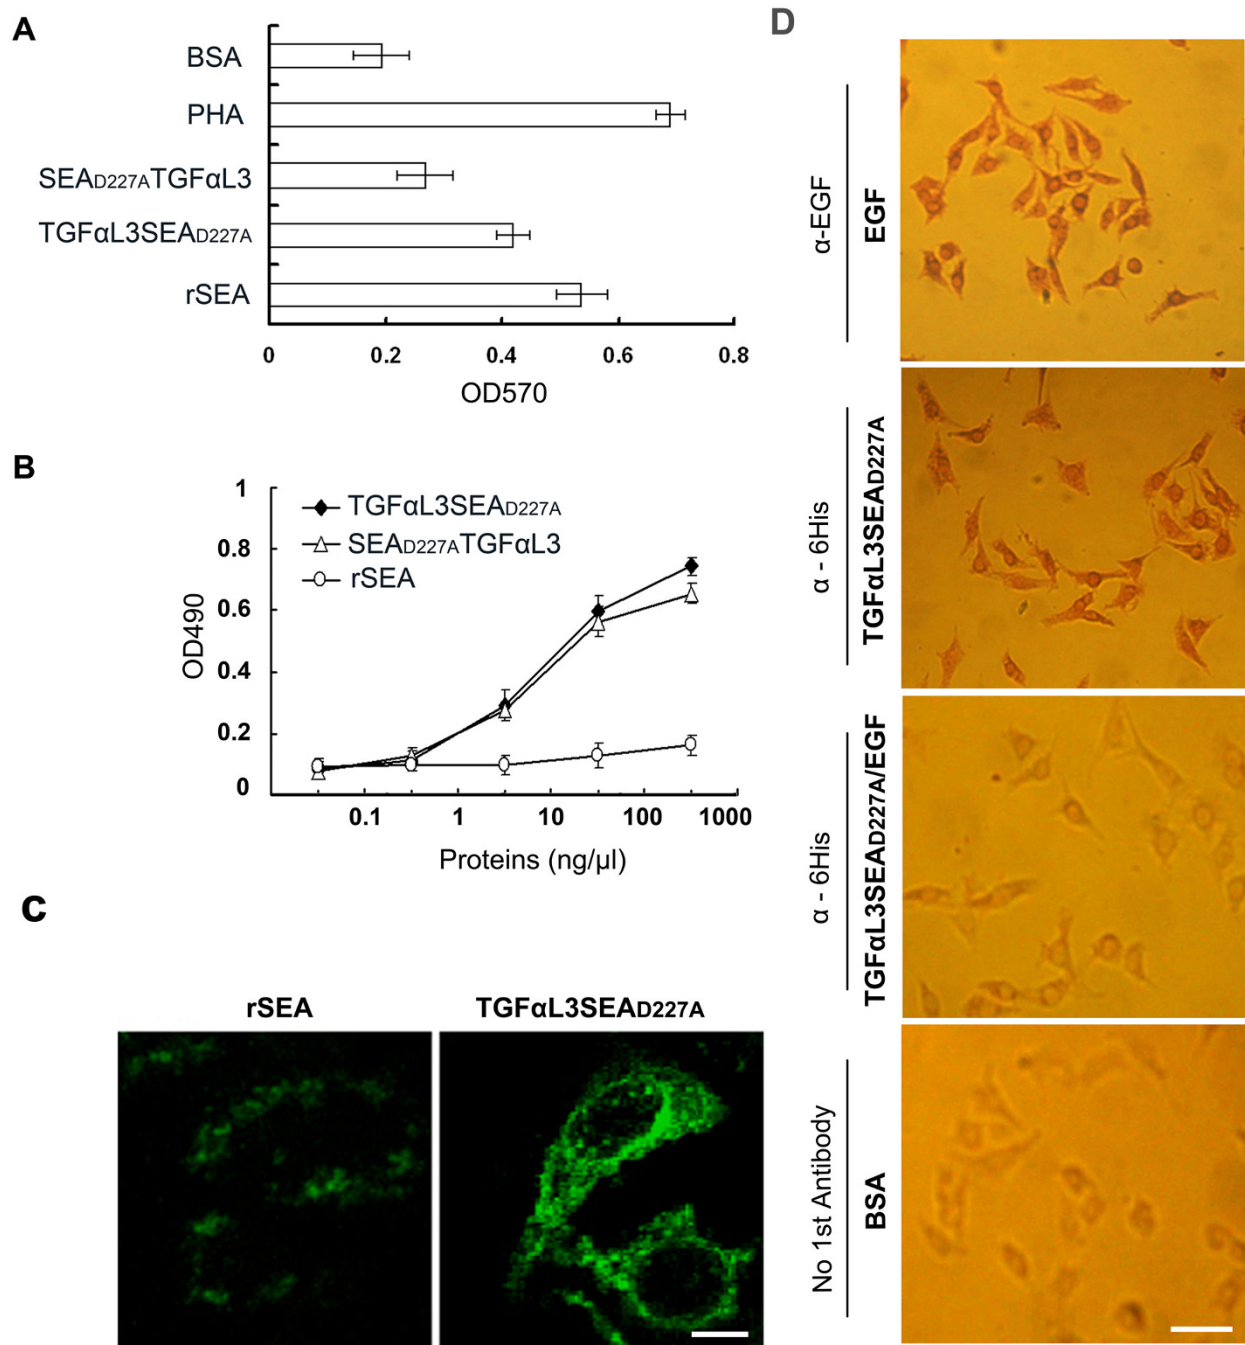 A
BSA
PHA
SEAD227ATGFαL3
TGFαL3SEAD227A
rSEA
0 0.2 0.4 0.6 0.8
OD570
B
1
0.8
0.6
0.4
0.2
0
OD490
TGFαL3SEAD227A
SEAD227ATGFαL3
rSEA
0.1 1 10 100 1000
Proteins (ng/µl)
C
rSEA
TGFαL3SEAD227A
D
α-EGF
EGF
α - 6His
TGFαL3SEAD227A
α - 6His
TGFαL3SEAD227A/EGF
No 1st Antibody
BSA